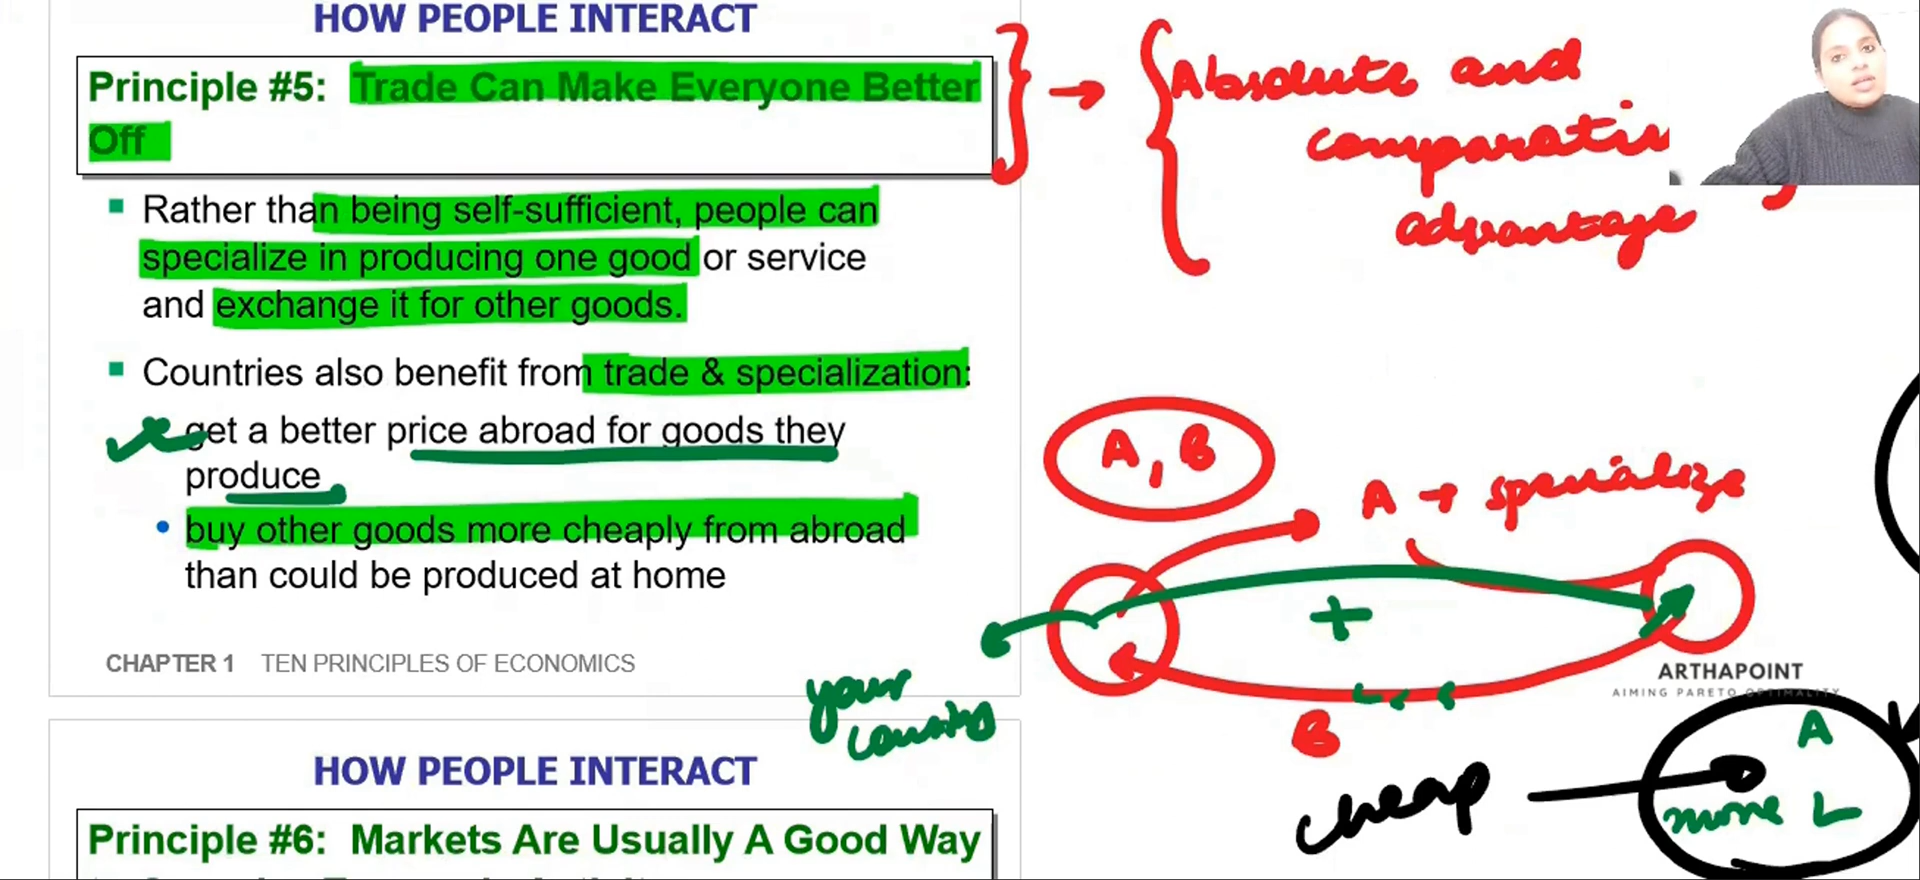 HOW PEOPLE INTERACT
Principle #5: Trade Can Make Everyone Better
Off
Rather than being self-sufficient, people can
specialize in producing one good or service
and exchange it for other goods.
Countries also benefit from trade & specialization:
get a better price abroad for goods they
produce
buy other goods more cheaply from abroad
than could be produced at home
CHAPTER 1 TEN PRINCIPLES OF ECONOMICS
HOW PEOPLE INTERACT
Principle #6: Markets Are Usually A Good Way
Absolute and
advantage
A, B
A → specialize
+
B
your
ARTHAPOINT
AIMING PARETO OPTIMALITY
cheap
A
more L